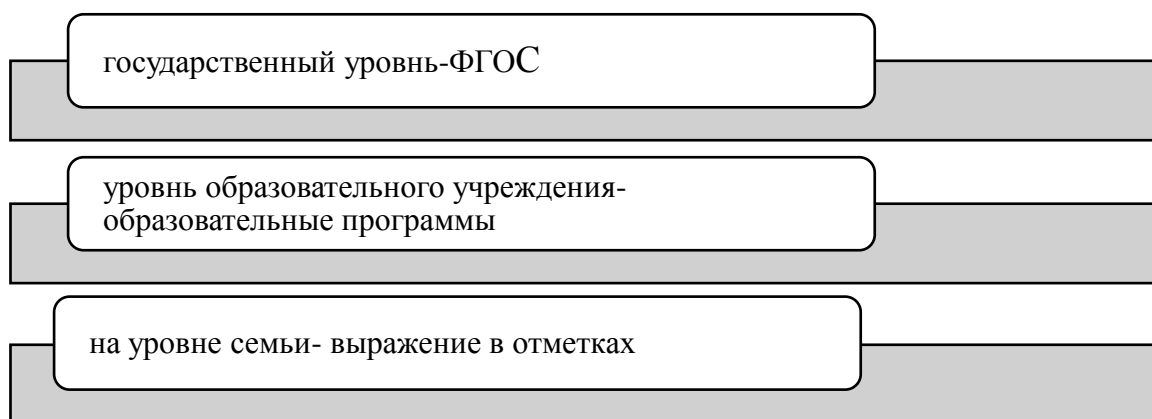 государственный уровнь-ФГОС
уровнь образовательного учреждения-
образовательные программы
на уровне семьи- выражение в отметках